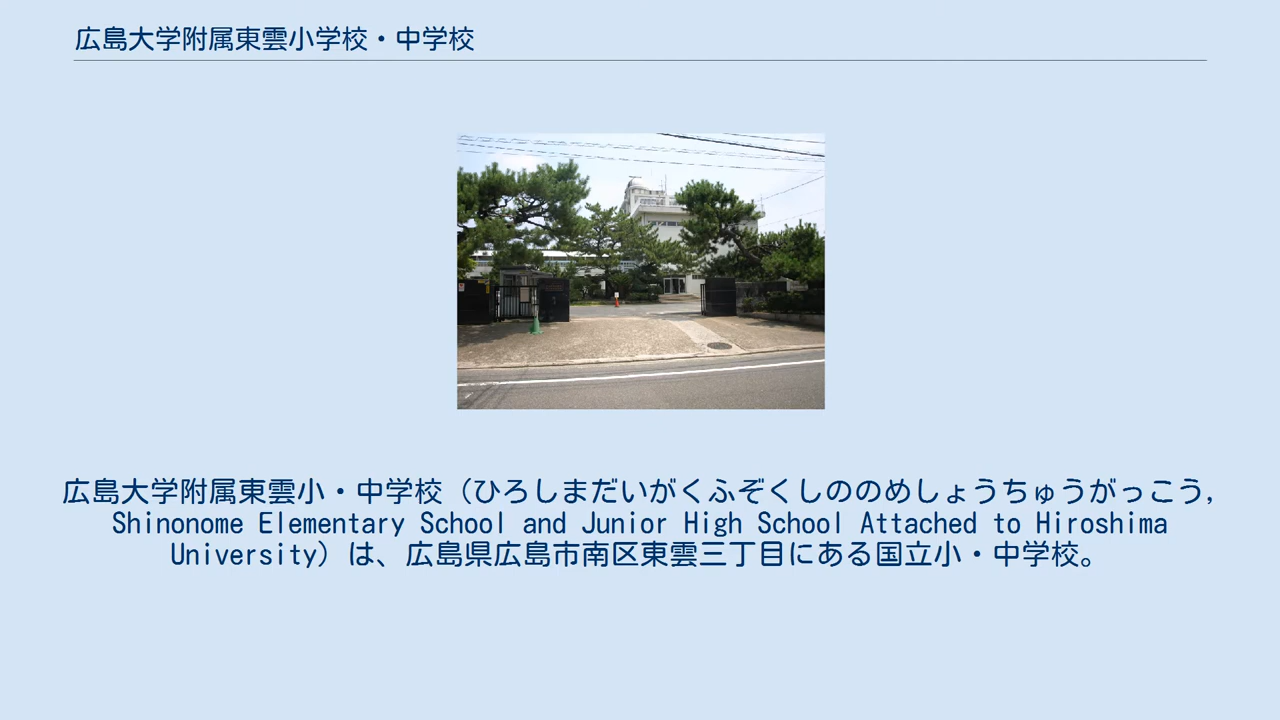 広島大学附属東雲小学校・中学校
広島大学附属東雲小・中学校（ひろしまだいがくふぞくしののめしょうちゅうがっこう,
Shinonome Elementary School and Junior High School Attached to Hiroshima
University）は、広島県広島市南区東雲三丁目にある国立小・中学校。